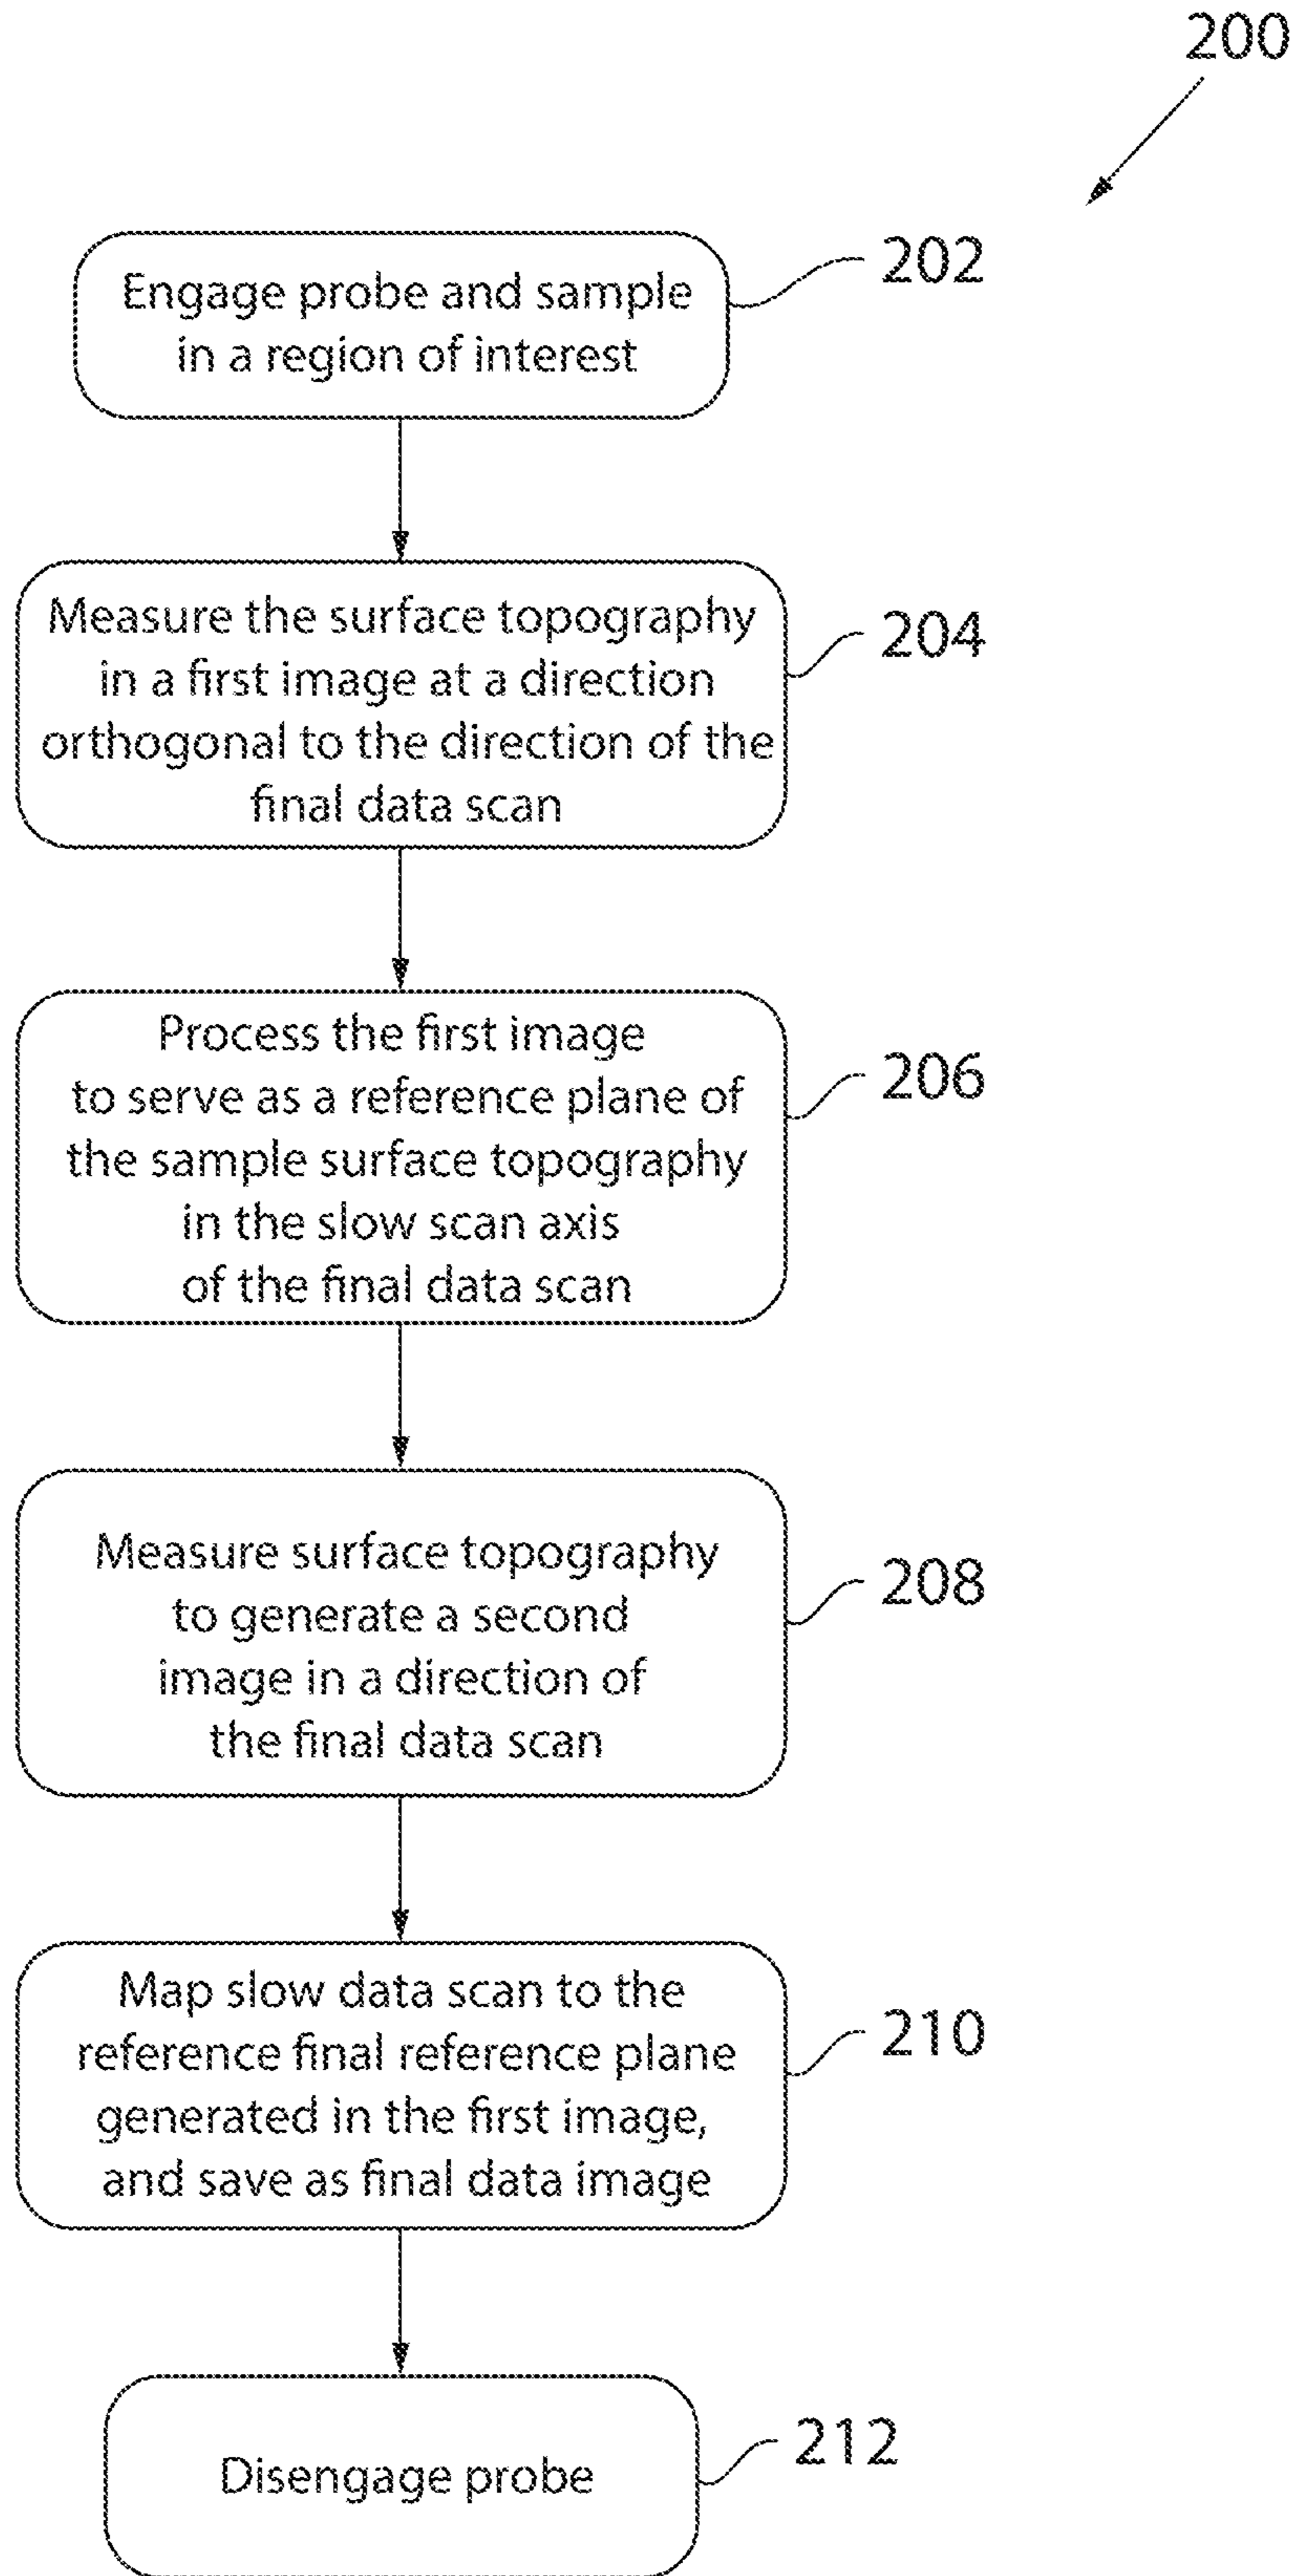 200
Engage probe and sample
in a region of interest
202
Measure the surface topography
in a first image at a direction
orthogonal to the direction of the
final data scan
204
Process the first image
to serve as a reference plane of
the sample surface topography
in the slow scan axis
of the final data scan
206
Measure surface topography
to generate a second
image in a direction of
the final data scan
208
Map slow data scan to the
reference final reference plane
generated in the first image,
and save as final data image
210
Disengage probe
212